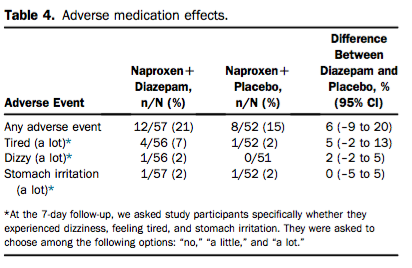 Table 4. Adverse medication effects.
Difference
Between
Naproxen+ Naproxen+ Diazepam and
Diazepam, Placebo, Placebo, %
Adverse Event n/N (%) n/N (%) (95% CI)
Any adverse event 12/57 (21) 8/52 (15) 6 (–9 to 20)
Tired (a lot)* 4/56 (7) 1/52 (2) 5 (–2 to 13)
Dizzy (a lot)* 1/56 (2) 0/51 2 (–2 to 5)
Stomach irritation 1/57 (2) 1/52 (2) 0 (–5 to 5)
(a lot)*
*At the 7-day follow-up, we asked study participants specifically whether they
experienced dizziness, feeling tired, and stomach irritation. They were asked to
choose among the following options: “no,” “a little,” and “a lot.”